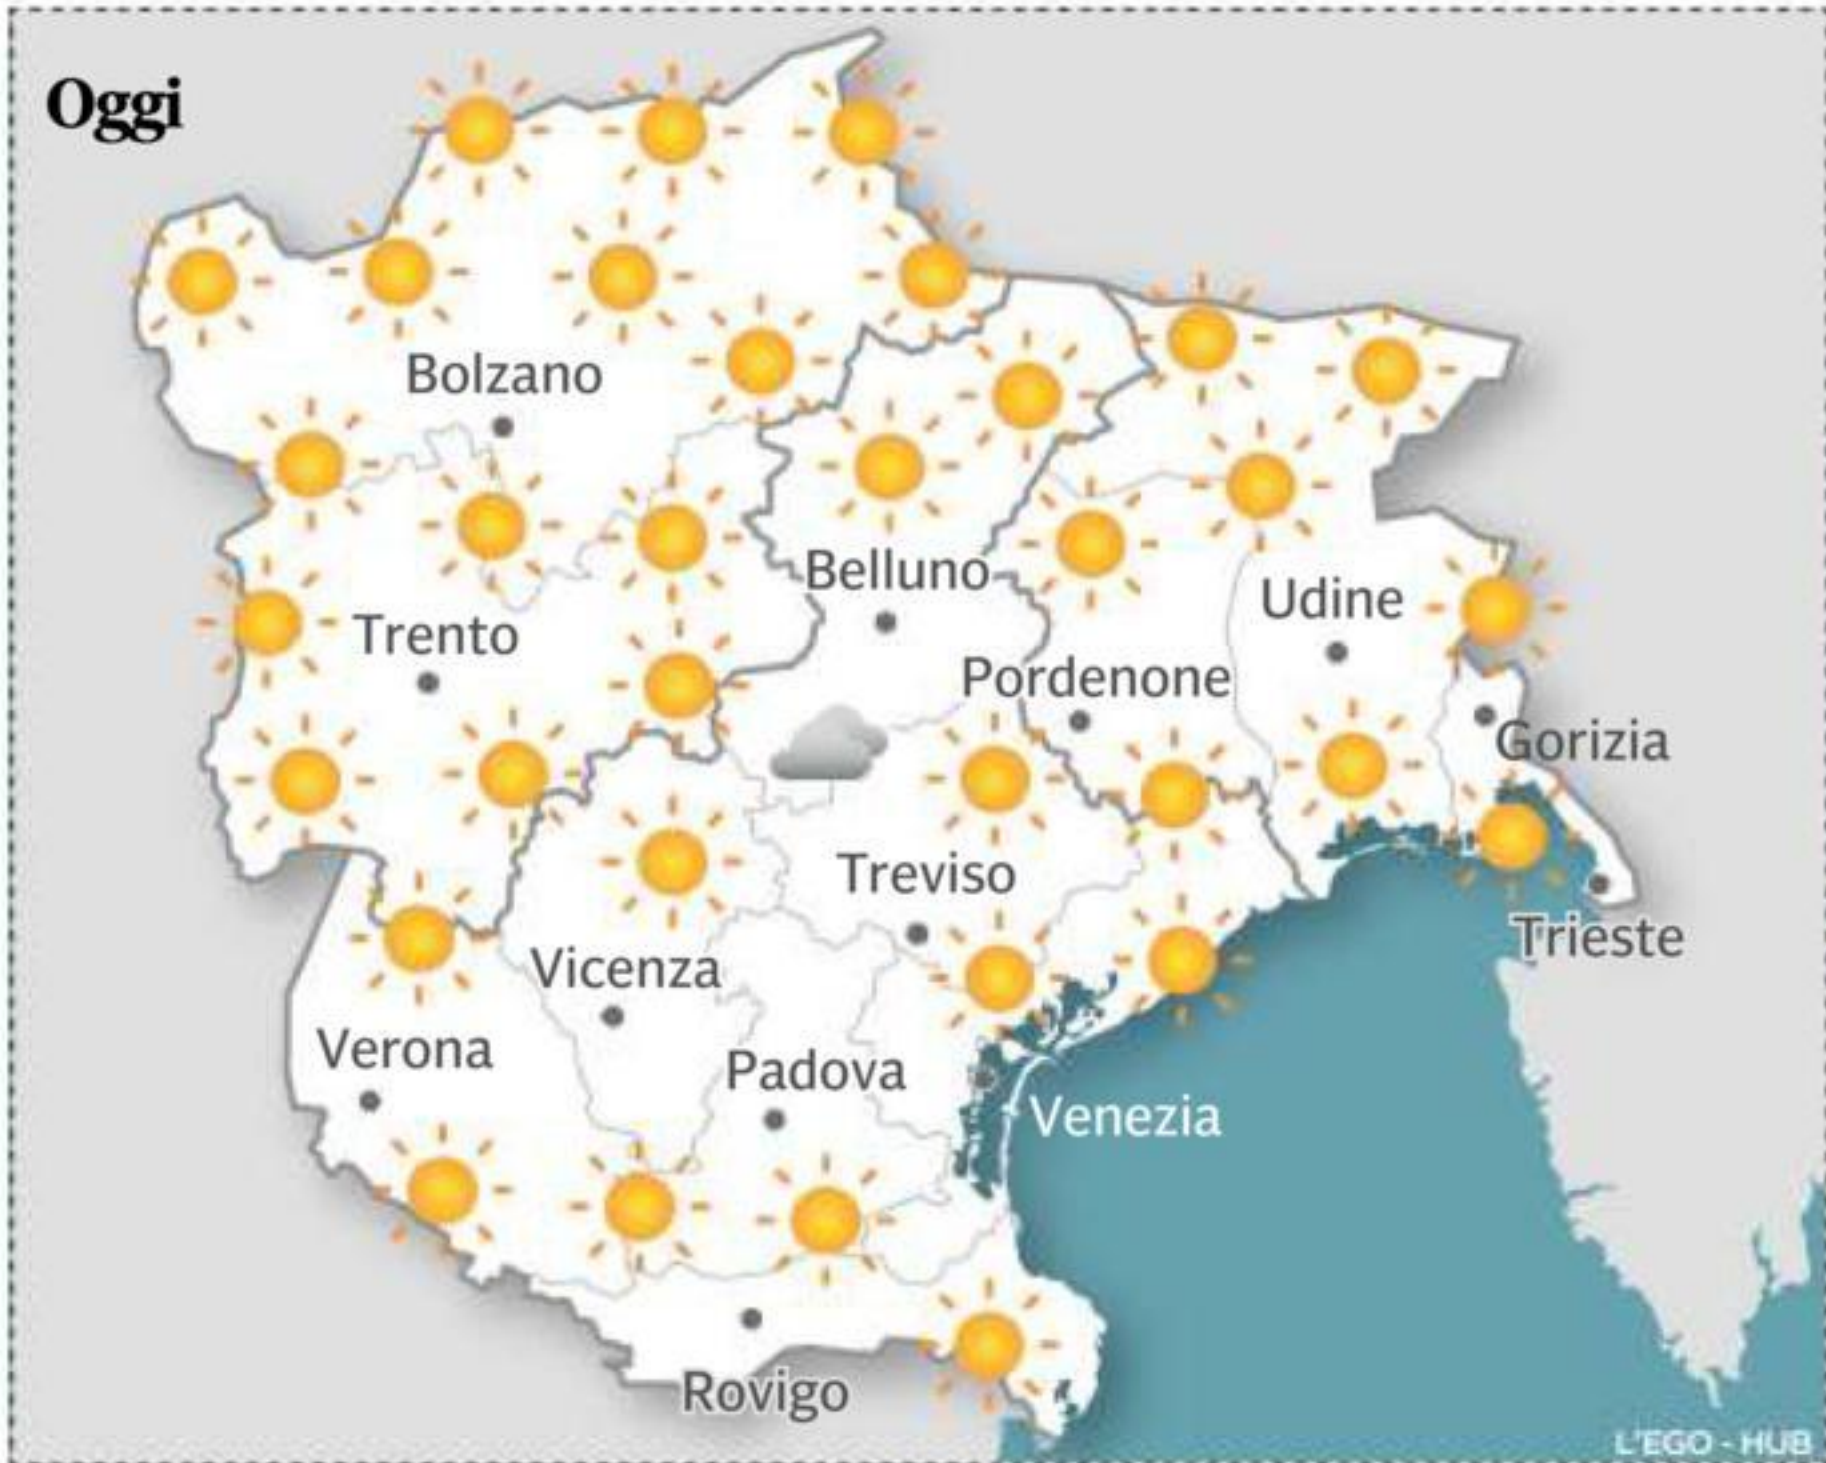 Oggi
Bolzano
Belluno
Udine
Trento
Pordenone
Gorizia
Treviso
Trieste
Vicenza
Verona
Padova
Venezia
Rovigo
L'EGO - HUB